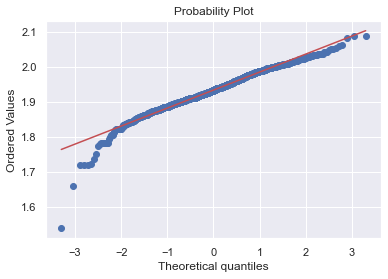 Probability Plot
2.1
2.0
1.9
1.8
1.7
1.6
Ordered Values
−3 −2 −1 0 1 2 3
Theoretical quantiles